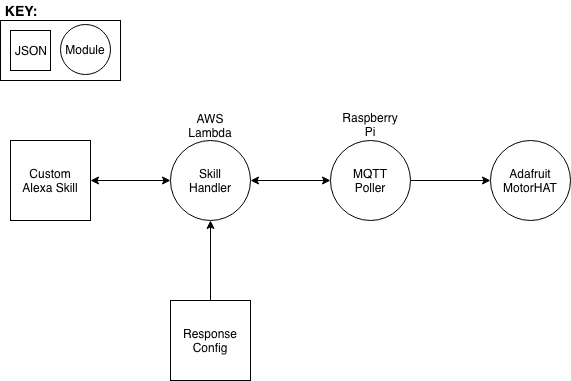 KEY:
JSON
Module
AWS
Lambda
Raspberry
Pi
Custom
Alexa Skill
Skill
Handler
MQTT
Poller
Adafruit
MotorHAT
Response
Config